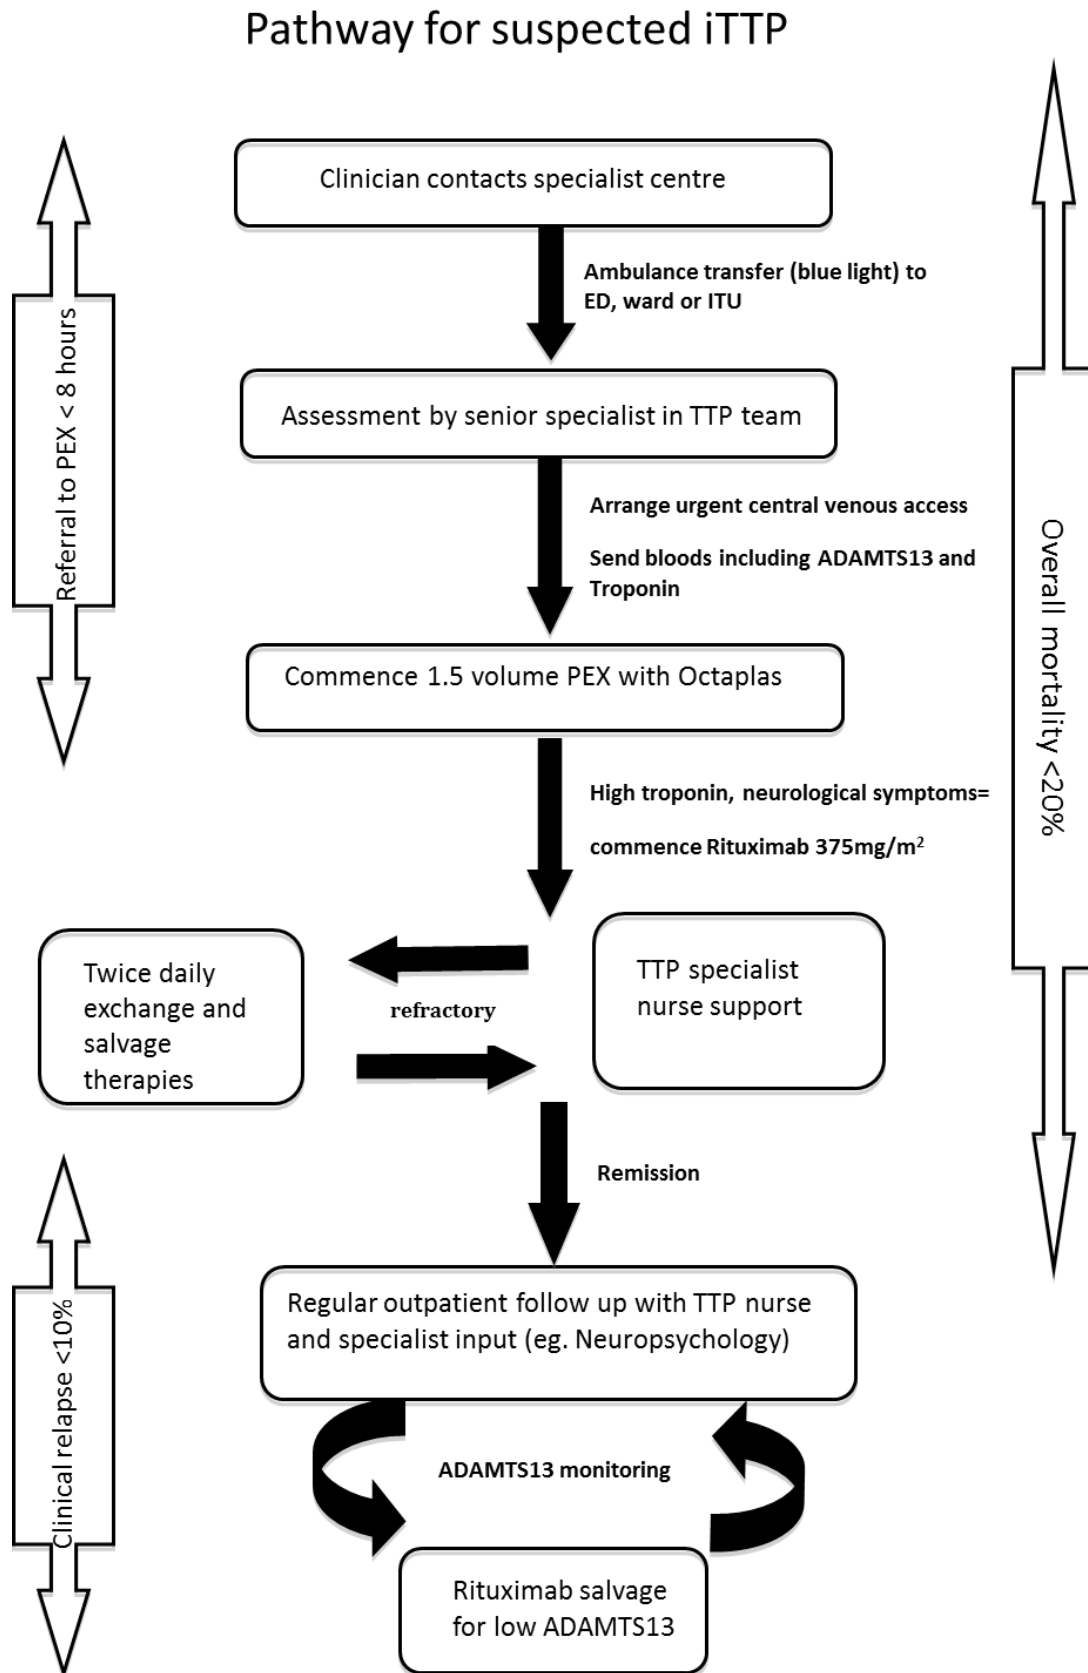 Pathway for suspected iTTP
Clinician contacts specialist centre
Ambulance transfer (blue light) to
ED, ward or ITU
Referral to PEX < 8 hours
Assessment by senior specialist in TTP team
Arrange urgent central venous access
Send bloods including ADAMTS13 and
Troponin
Overall mortality <20%
Commence 1.5 volume PEX with Octaplas
High troponin, neurological symptoms=
commence Rituximab 375mg/m²
Twice daily
exchange and
salvage
therapies
refractory
TTP specialist
nurse support
Remission
Clinical relapse <10%
Regular outpatient follow up with TTP nurse
and specialist input (eg. Neuropsychology)
ADAMTS13 monitoring
Rituximab salvage
for low ADAMTS13